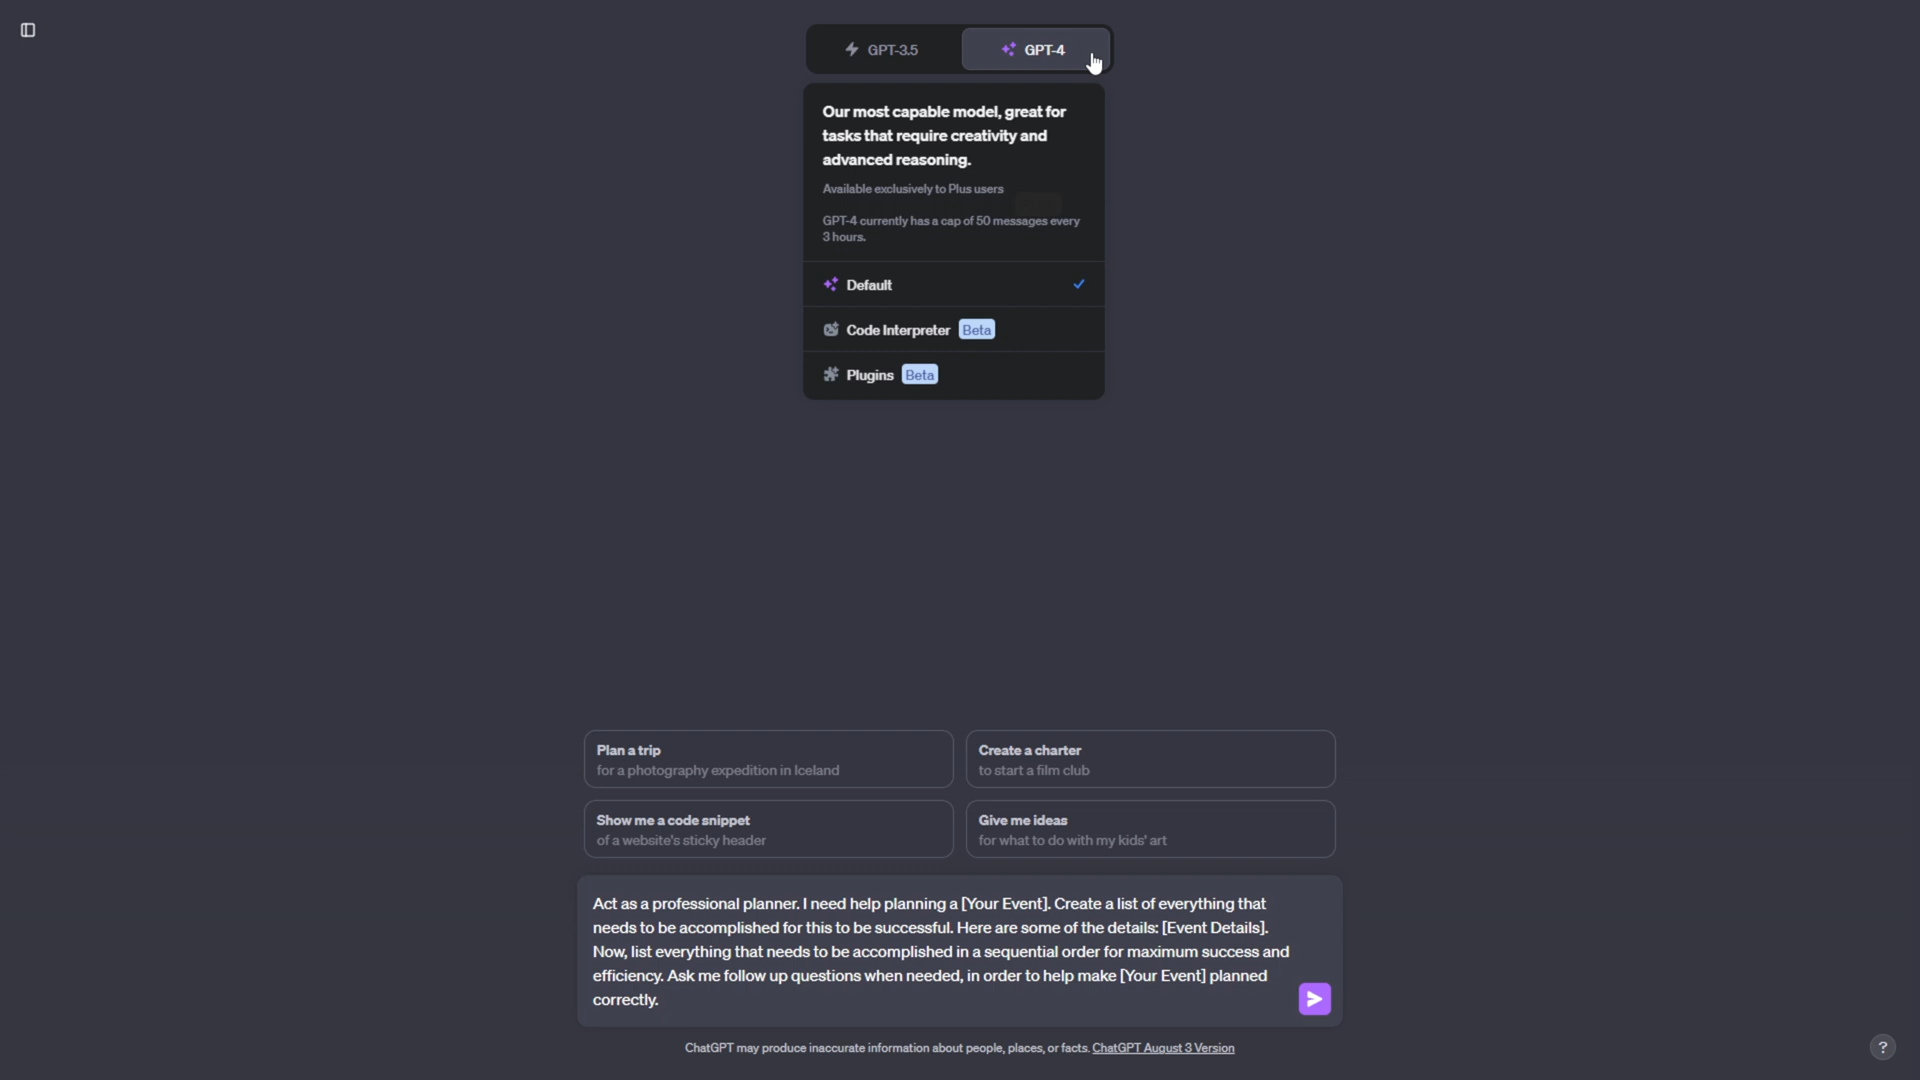 GPT-3.5
GPT-4
Our most capable model, great for
tasks that require creativity and
advanced reasoning.
Available exclusively to Plus users
GPT-4 currently has a cap of 50 messages every
3 hours.
Default
Code Interpreter Beta
Plugins Beta
Plan a trip
for a photography expedition in Iceland
Create a charter
to start a film club
Show me a code snippet
of a website's sticky header
Give me ideas
for what to do with my kids' art
Act as a professional planner. I need help planning a [Your Event]. Create a list of everything that
needs to be accomplished for this to be successful. Here are some of the details: [Event Details].
Now, list everything that needs to be accomplished in a sequential order for maximum success and
efficiency. Ask me follow up questions when needed, in order to help make [Your Event] planned
correctly.
ChatGPT may produce inaccurate information about people, places, or facts. ChatGPT August 3 Version
?